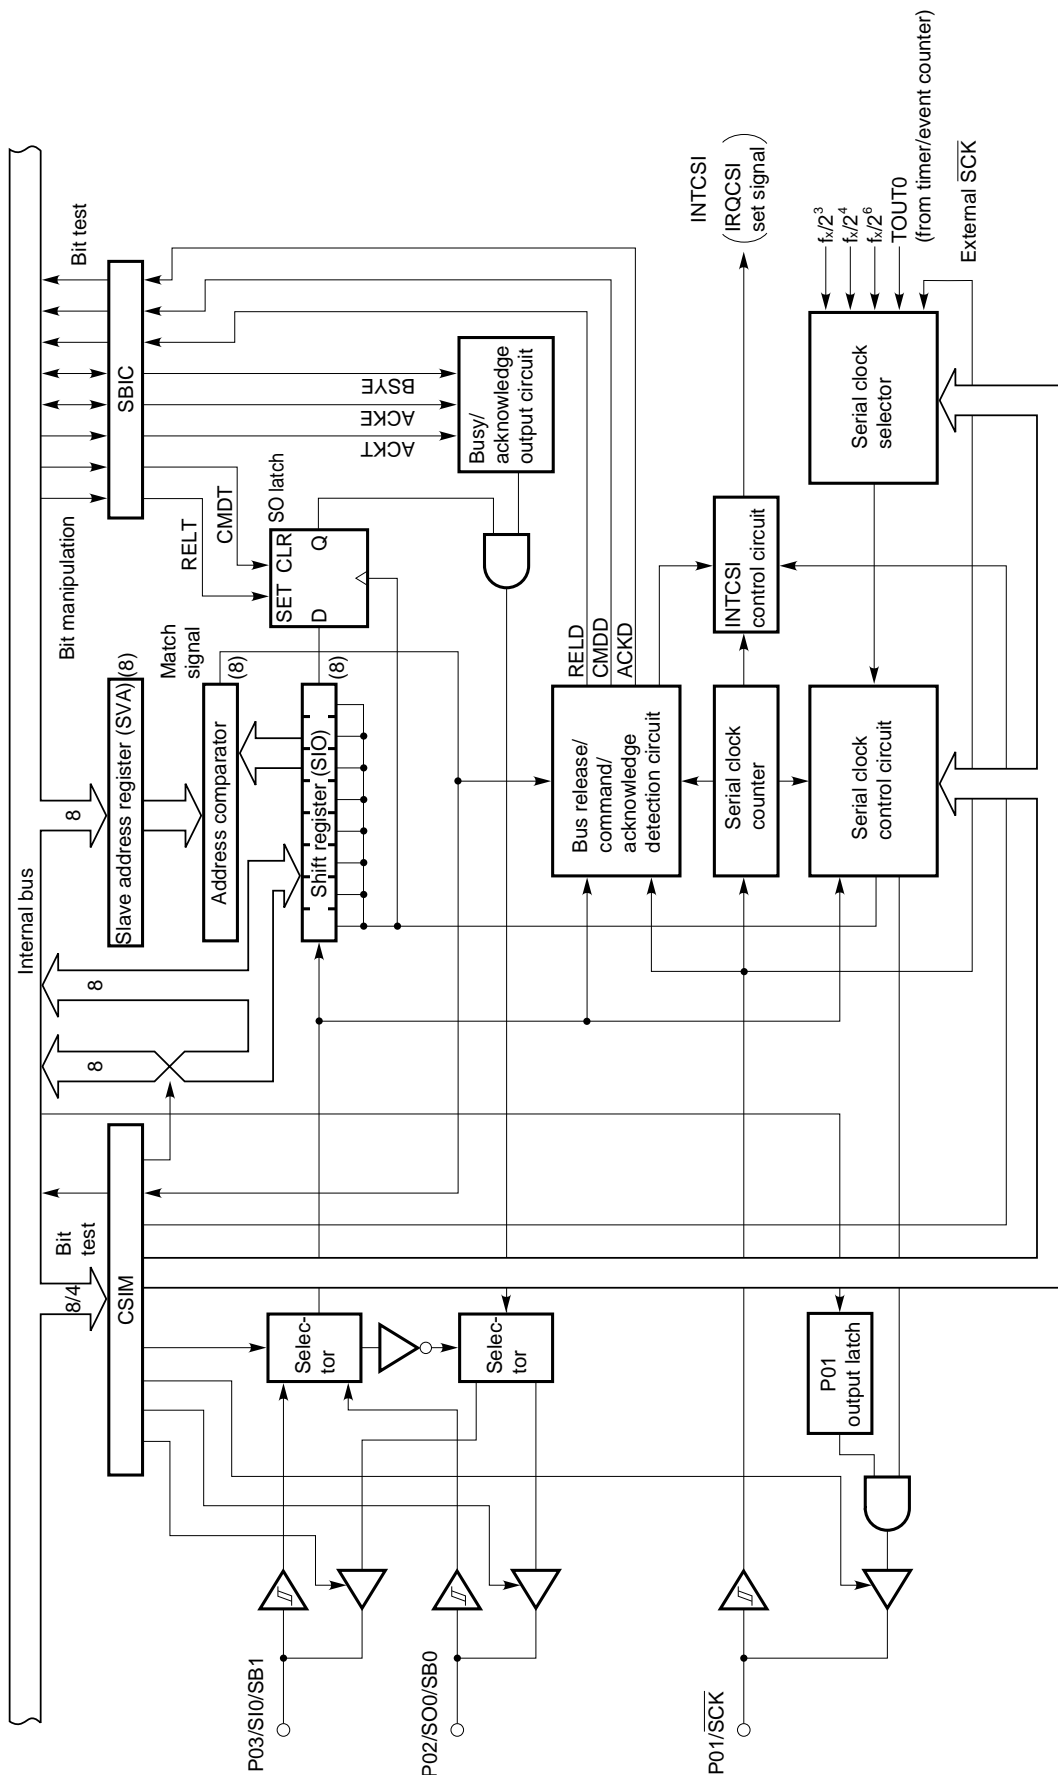 Internal bus
8/4
Bit
test
8
8
8
Bit manipulation
Bit test
CSIM
Slave address register (SVA)
(8)
SBIC
Match
signal
RELT
CMDT
Address comparator
(8)
SET CLR
D Q
SO latch
Shift register (SIO)
(8)
ACKT
ACKE
BSYE
Busy/
acknowledge
output circuit
Selec-
tor
Selec-
tor
P03/SI0/SB1
P02/SO0/SB0
P01/SCK
RELD
CMDD
ACKD
Bus release/
command/
acknowledge
detection circuit
Serial clock
counter
INTCSI
control circuit
INTCSI
(IRQCSI
set signal)
P01
output latch
Serial clock
control circuit
Serial clock
selector
fx/2³
fx/2⁴
fx/2⁶
TOUT0
(from timer/event counter)
External SCK